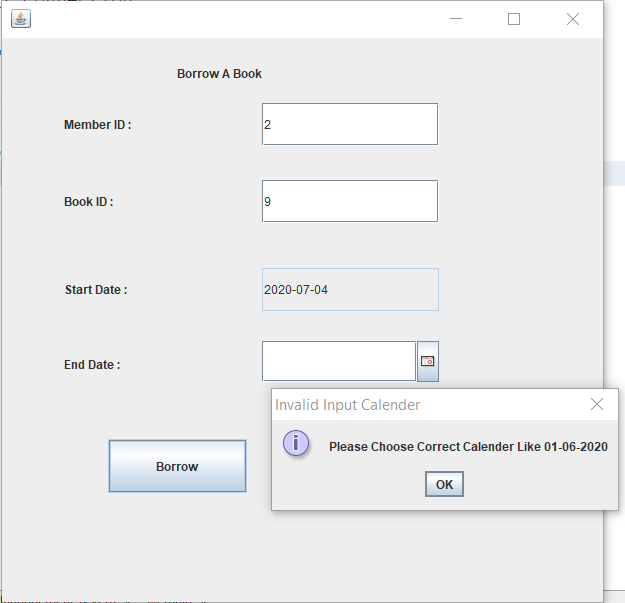 Borrow A Book
Member ID :
2
Book ID :
9
Start Date :
2020-07-04
End Date :
Invalid Input Calender
Please Choose Correct Calender Like 01-06-2020
OK
Borrow